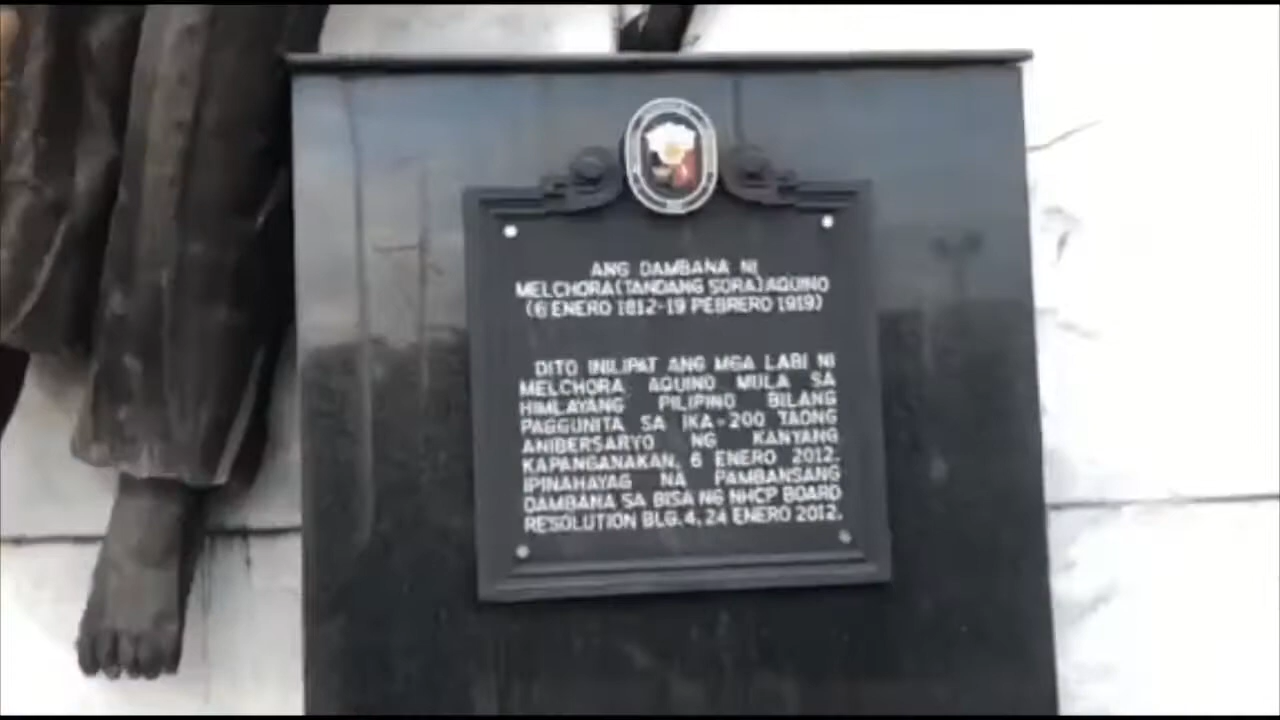 ANG DAMBANA NI
MELCHORA (TANDANG SORA) AQUINO
(6 ENERO 1812-19 PEBRERO 1919)
DITO INILIPAT ANG MGA LABI NI
MELCHORA AQUINO MULA SA
HIMLAYANG PILIPINO BILANG
PAGGUNITA SA IKA-200 TAONG
ANIBERSARYO NG KANYANG
KAPANGANAKAN, 6 ENERO 2012.
IPINAHAYAG NA PAMBANSANG
DAMBANA SA BISA NG NHCP BOARD
RESOLUTION BLG. 4, 24 ENERO 2012.